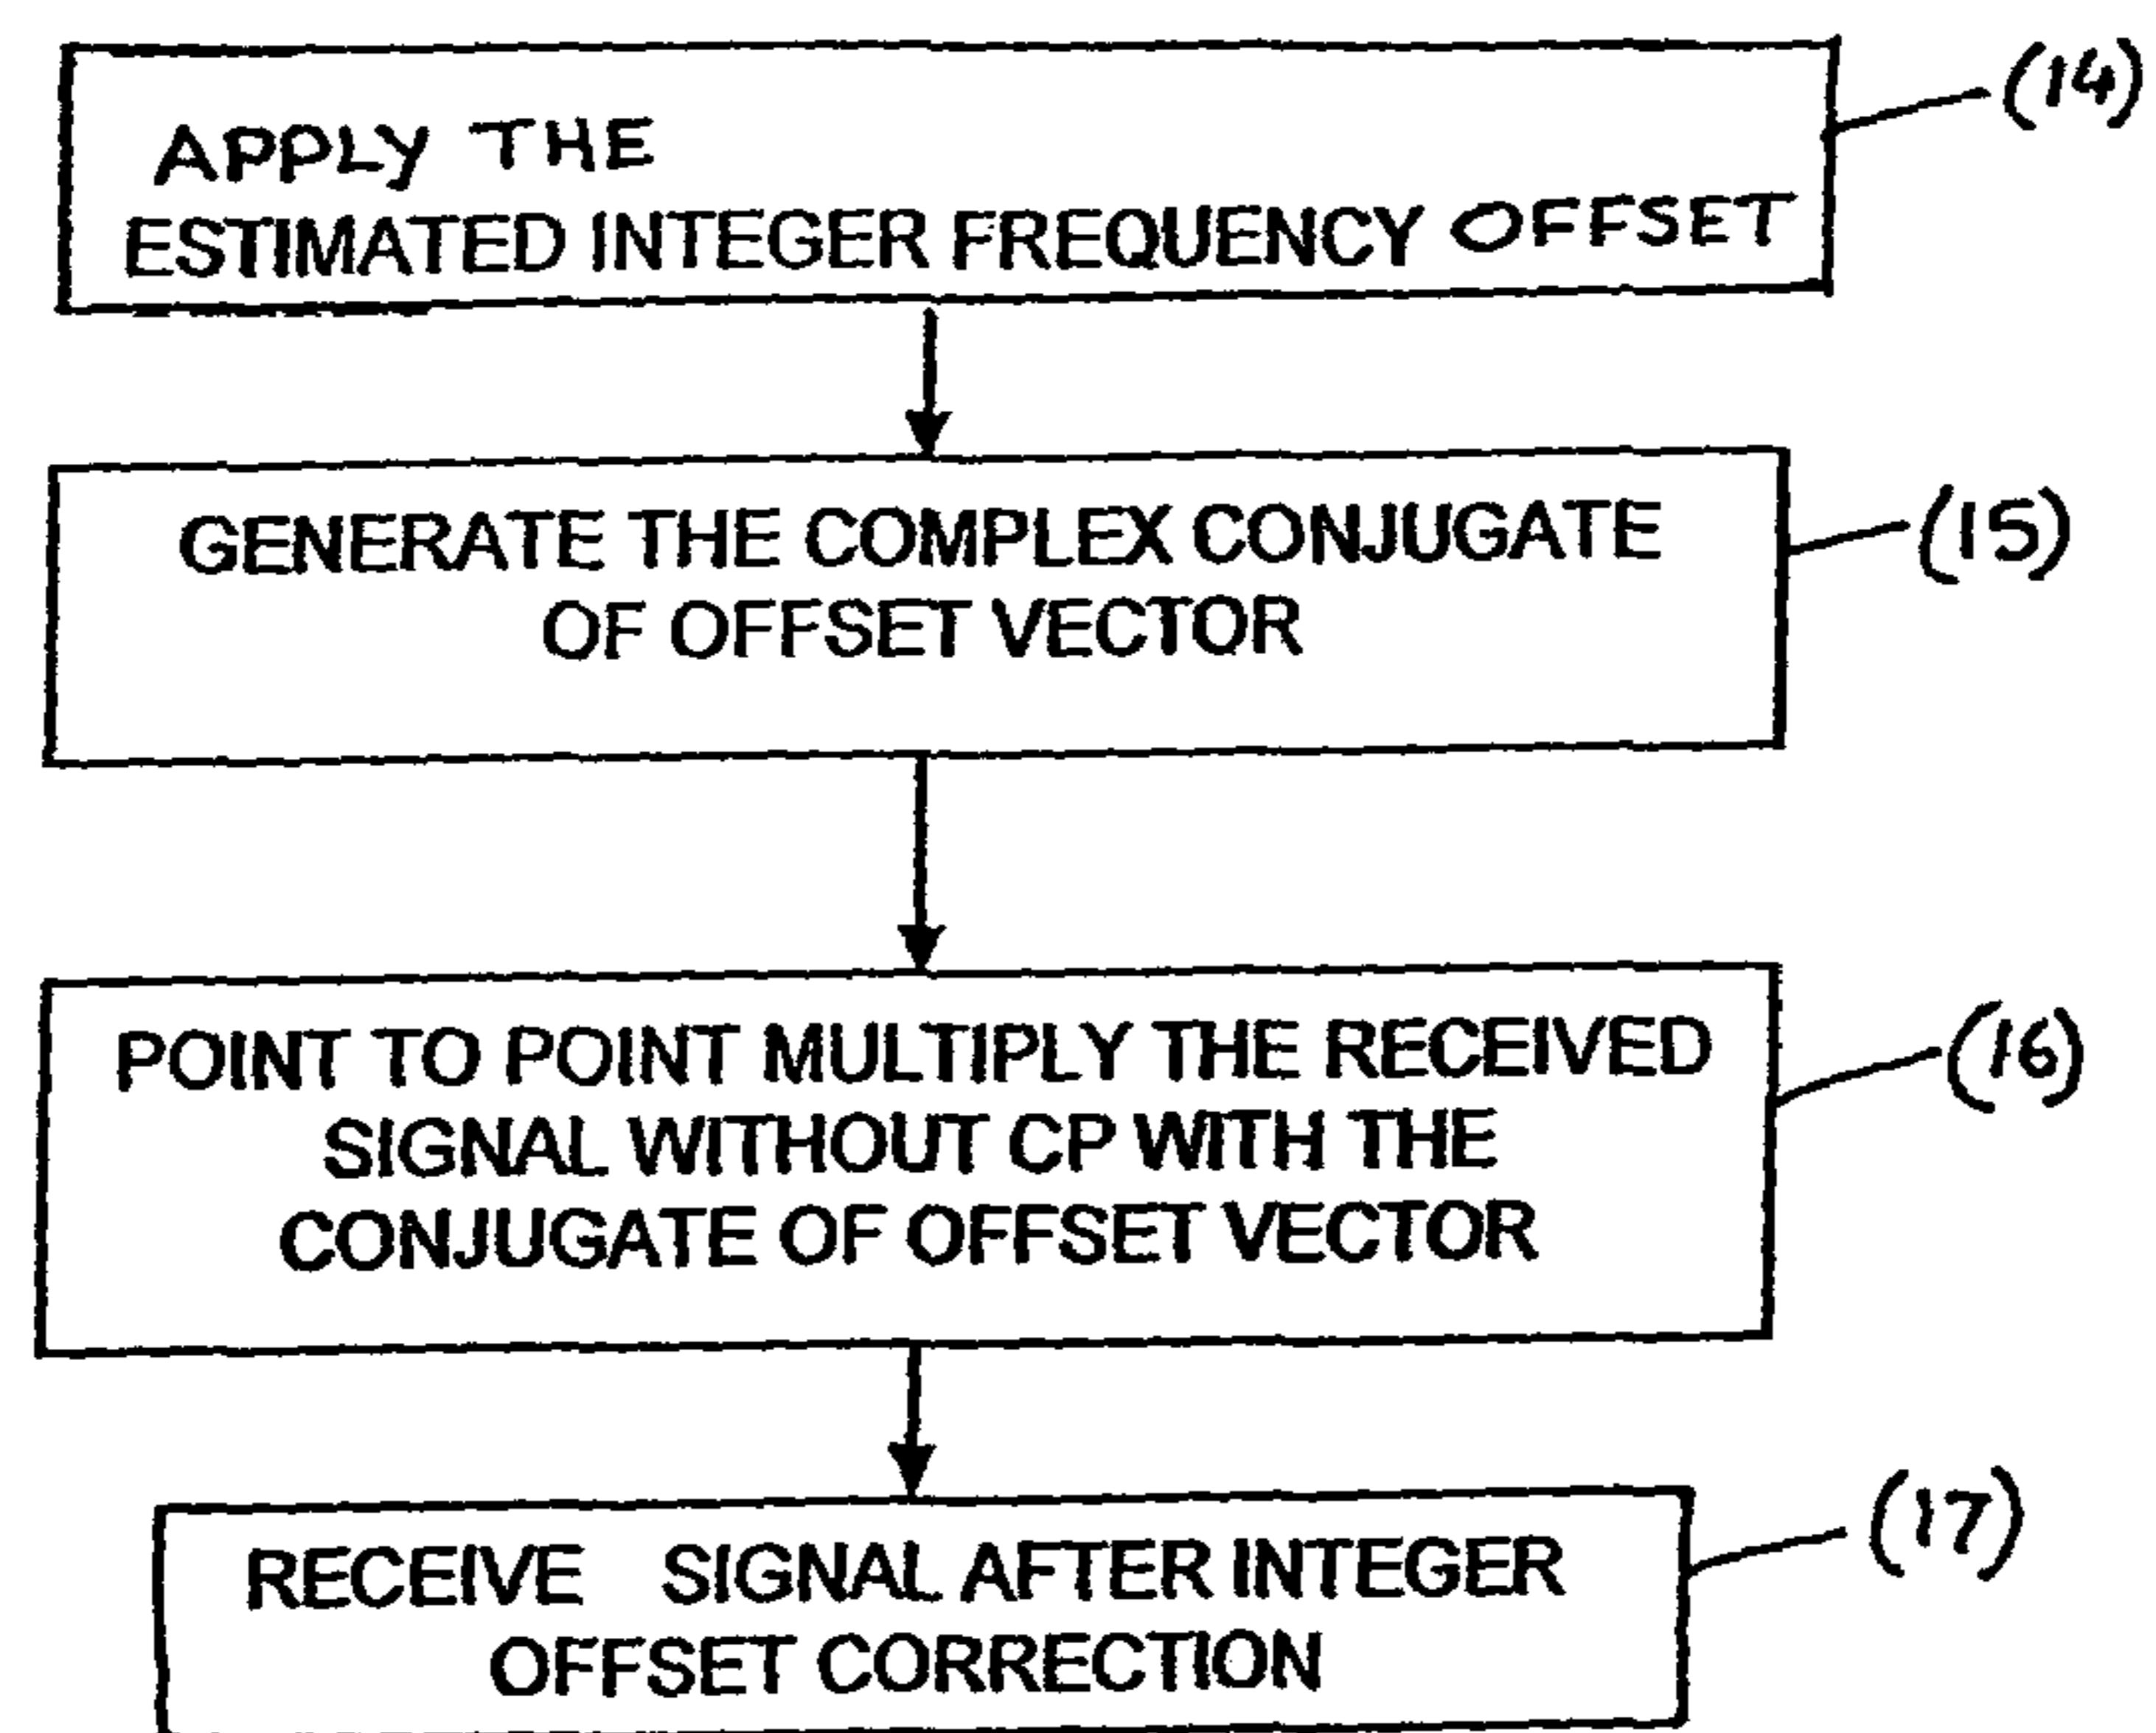 APPLY THE
(14)
ESTIMATED INTEGER FREQUENCY OFFSET
GENERATE THE COMPLEX CONJUGATE
(15)
OF OFFSET VECTOR
POINT TO POINT MULTIPLY THE RECEIVED
(16)
SIGNAL WITHOUT CP WITH THE
CONJUGATE OF OFFSET VECTOR
RECEIVE SIGNAL AFTER INTEGER
(17)
OFFSET CORRECTION